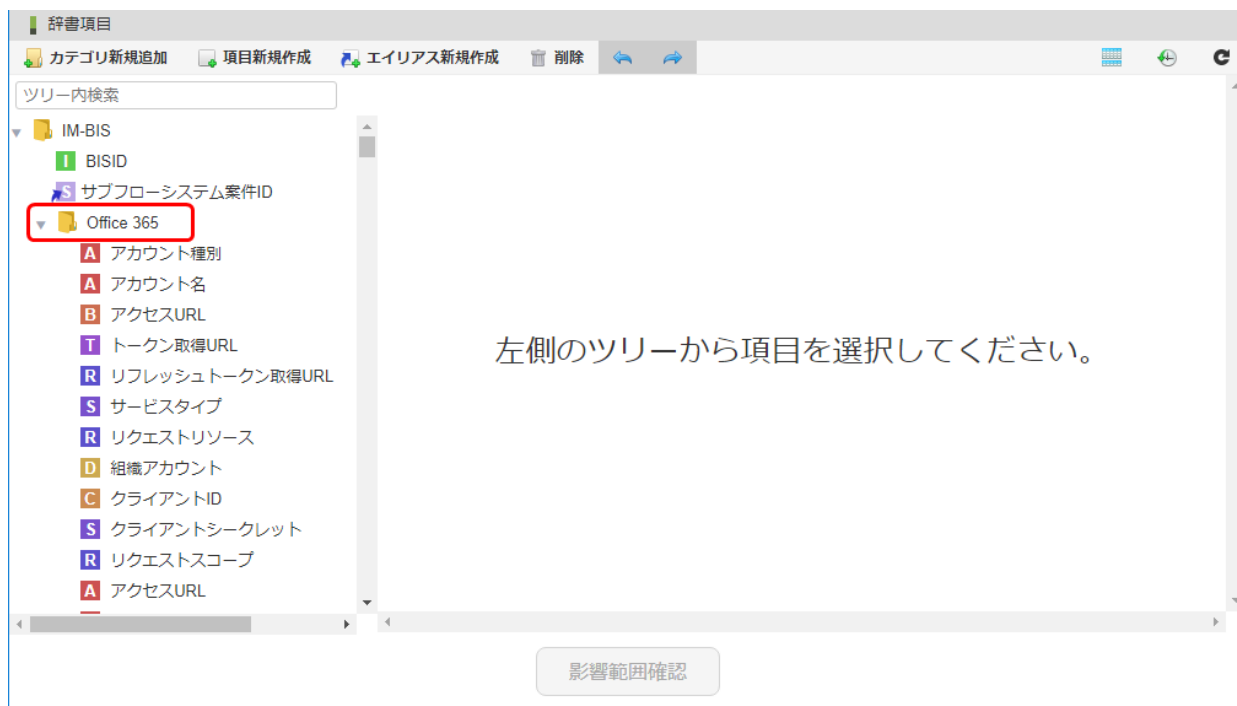 辞書項目
カテゴリ新規追加 項目新規作成 エイリアス新規作成 削除
ツリー内検索
IM-BIS
I BISID
S サブフローシステム案件ID
Office 365
A アカウント種別
A アカウント名
B アクセスURL
T トークン取得URL
R リフレッシュトークン取得URL
S サービスタイプ
R リクエストリソース
D 組織アカウント
C クライアントID
S クライアントシークレット
R リクエストスコープ
A アクセスURL
左側のツリーから項目を選択してください。
影響範囲確認